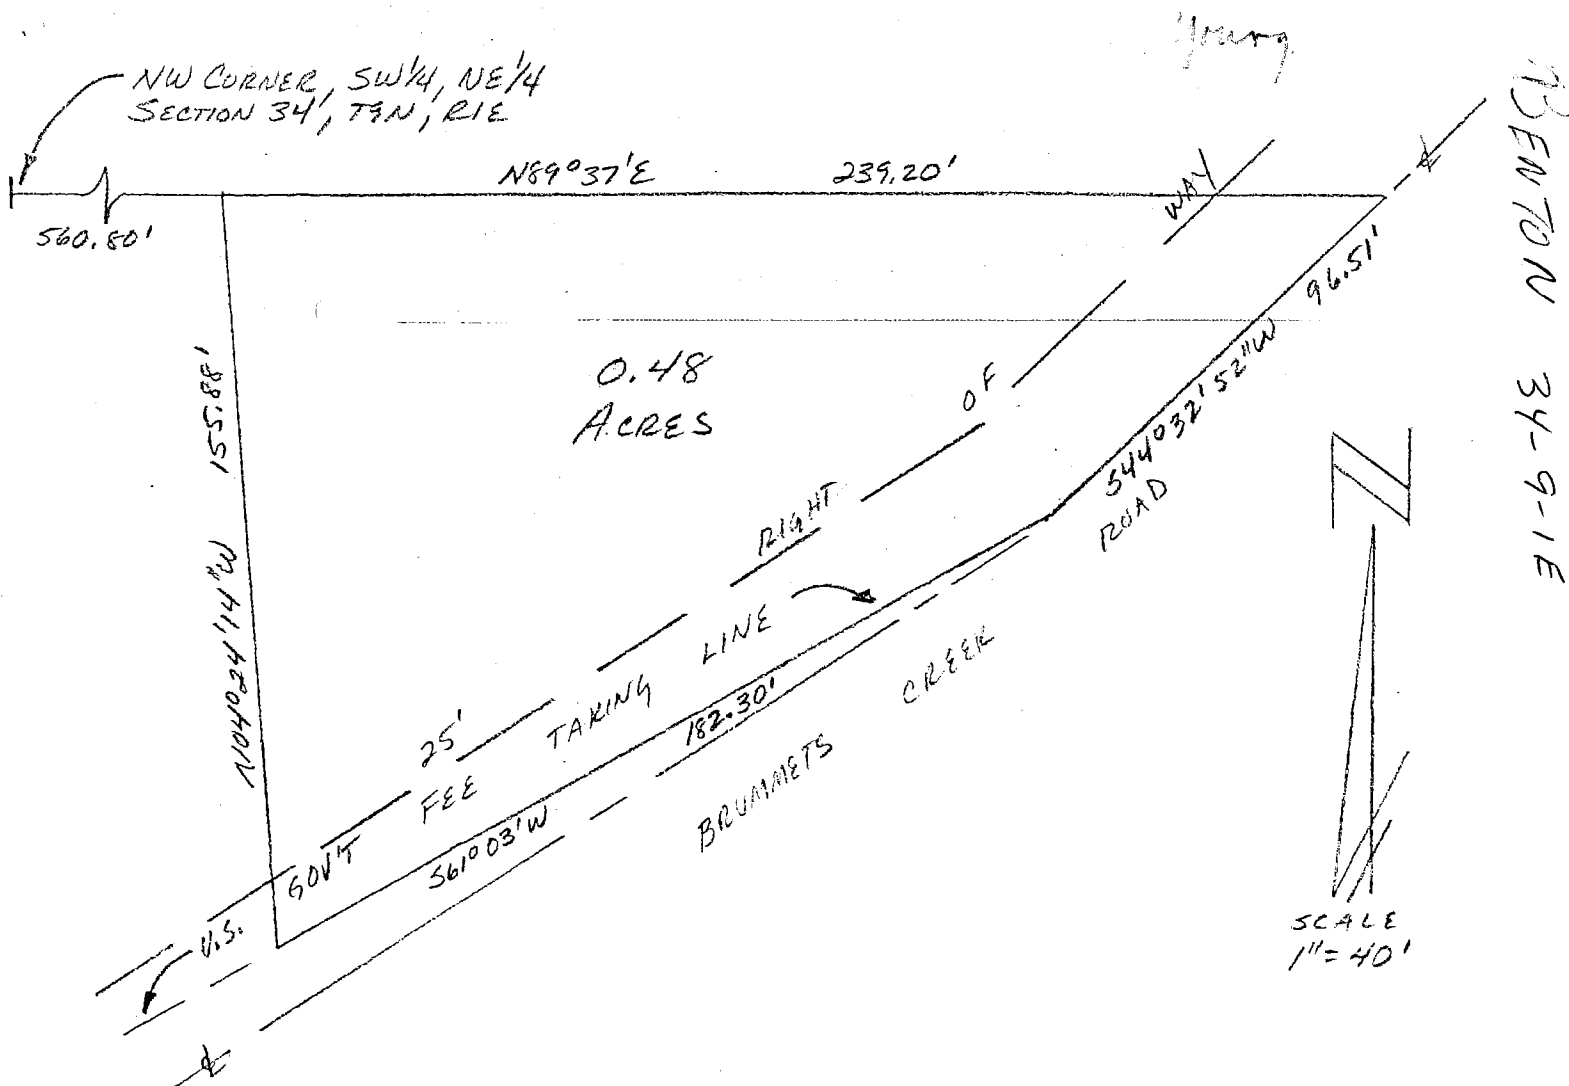 Young
NW CORNER, SW1/4, NE1/4
SECTION 34, T9N, R1E
BENTON 34-9-1E
N89°37'E 239.20'
560.80'
WAY
96.51'
155.88'
0.48
ACRES
OF
S44°32'52"W
ROAD
RIGHT
N04°24'14"W
LINE
CREEK
TAKING
182.30'
25'
FEE
BRUMMETS
GOV'T
S61°03'W
U.S.
SCALE
1"=40'